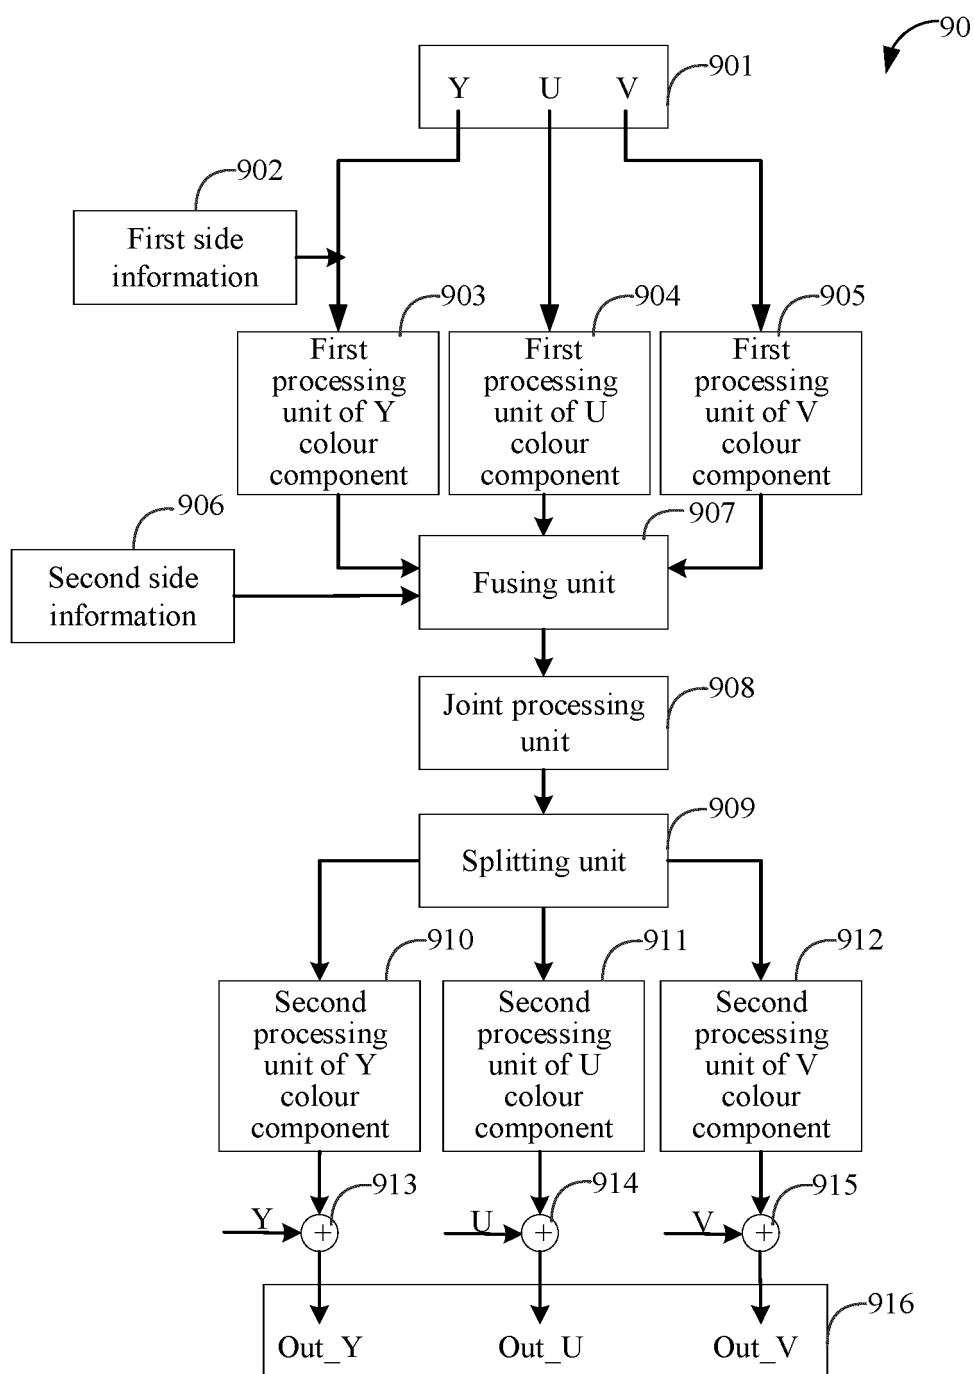 90
901
Y U V
902
First side
information
903
904
905
First
processing
unit of Y
colour
component
First
processing
unit of U
colour
component
First
processing
unit of V
colour
component
906
907
Second side
information
Fusing unit
908
Joint processing
unit
909
Splitting unit
910
911
912
Second
processing
unit of Y
colour
component
Second
processing
unit of U
colour
component
Second
processing
unit of V
colour
component
913
914
915
Y
+
U
+
V
+
916
Out_Y
Out_U
Out_V